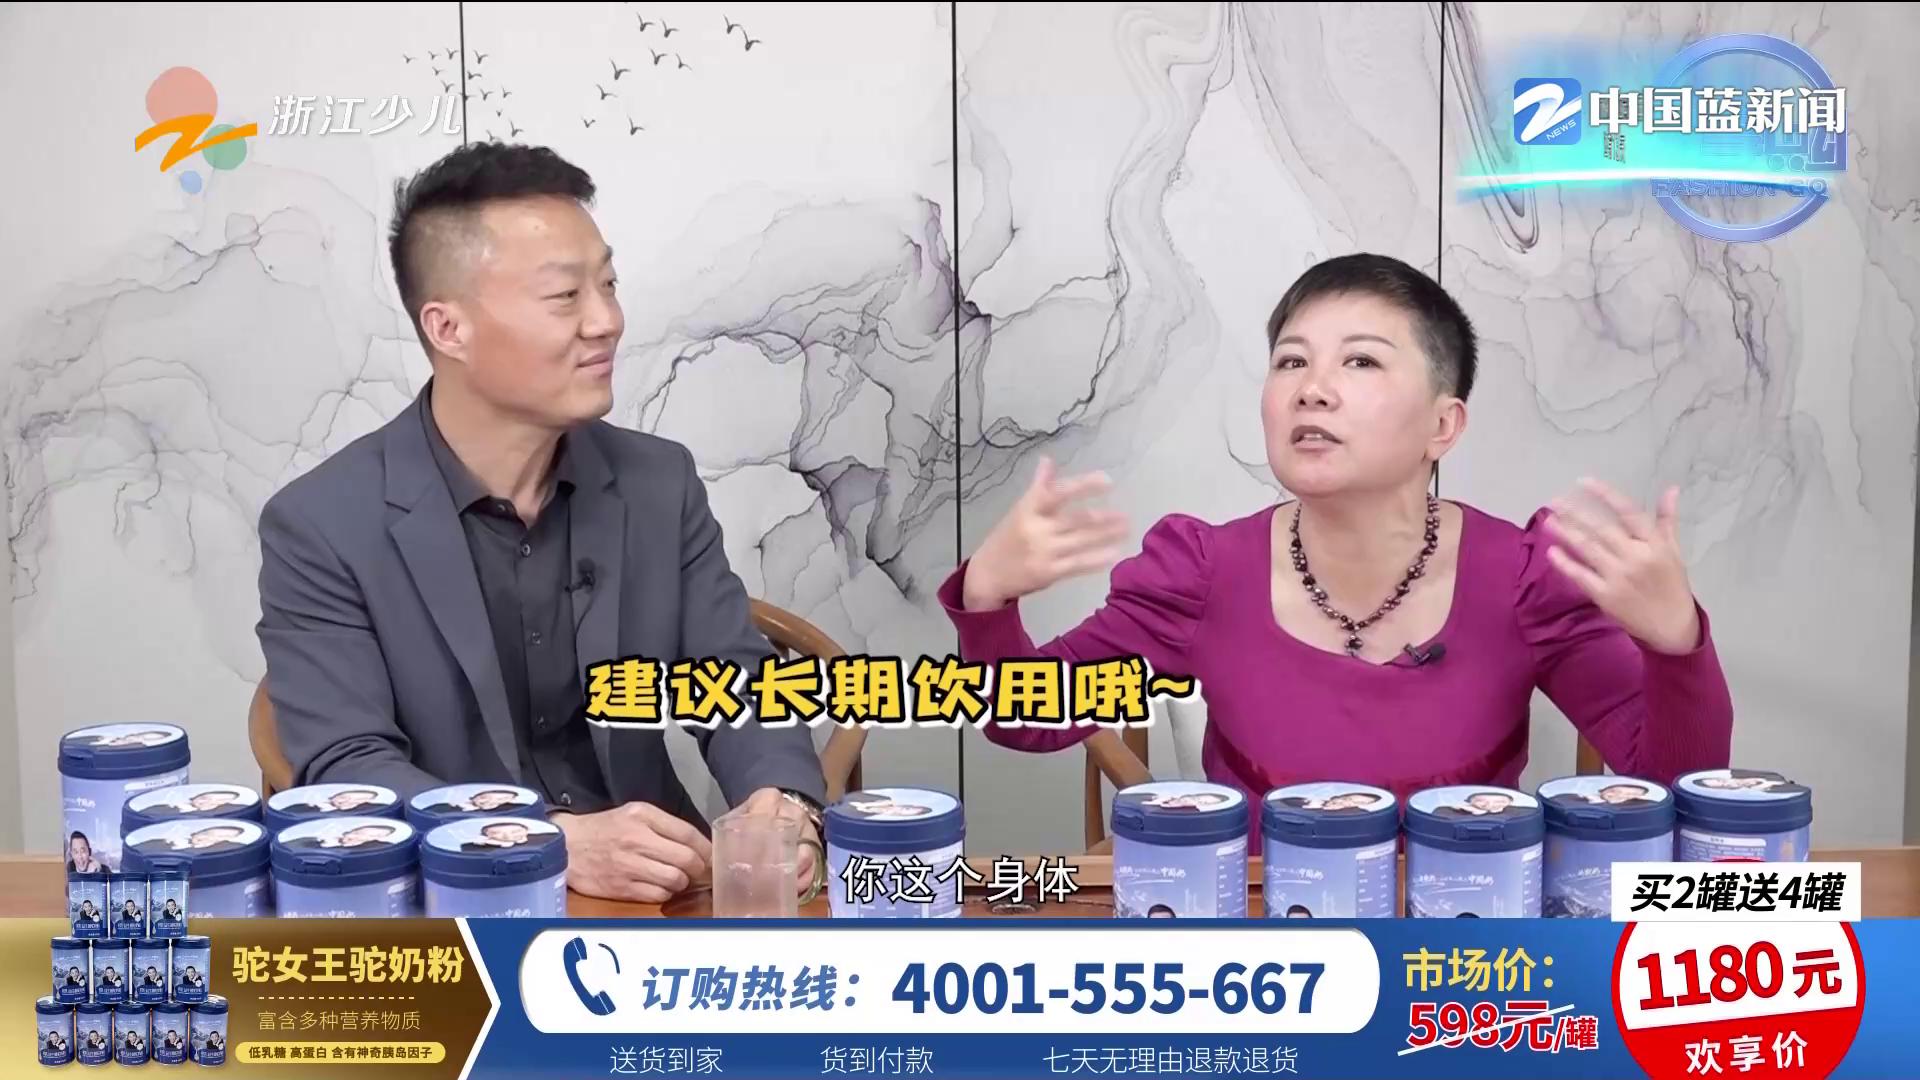 浙江少儿
中国蓝新闻
NEWS
FASHION GO
建议长期饮用哦~
你这个身体
买2罐送4罐
驼女王驼奶粉
富含多种营养物质
低乳糖 高蛋白 含有神奇胰岛因子
订购热线：4001-555-667
送货到家 货到付款 七天无理由退款退货
市场价：
598元/罐
1180元
欢享价